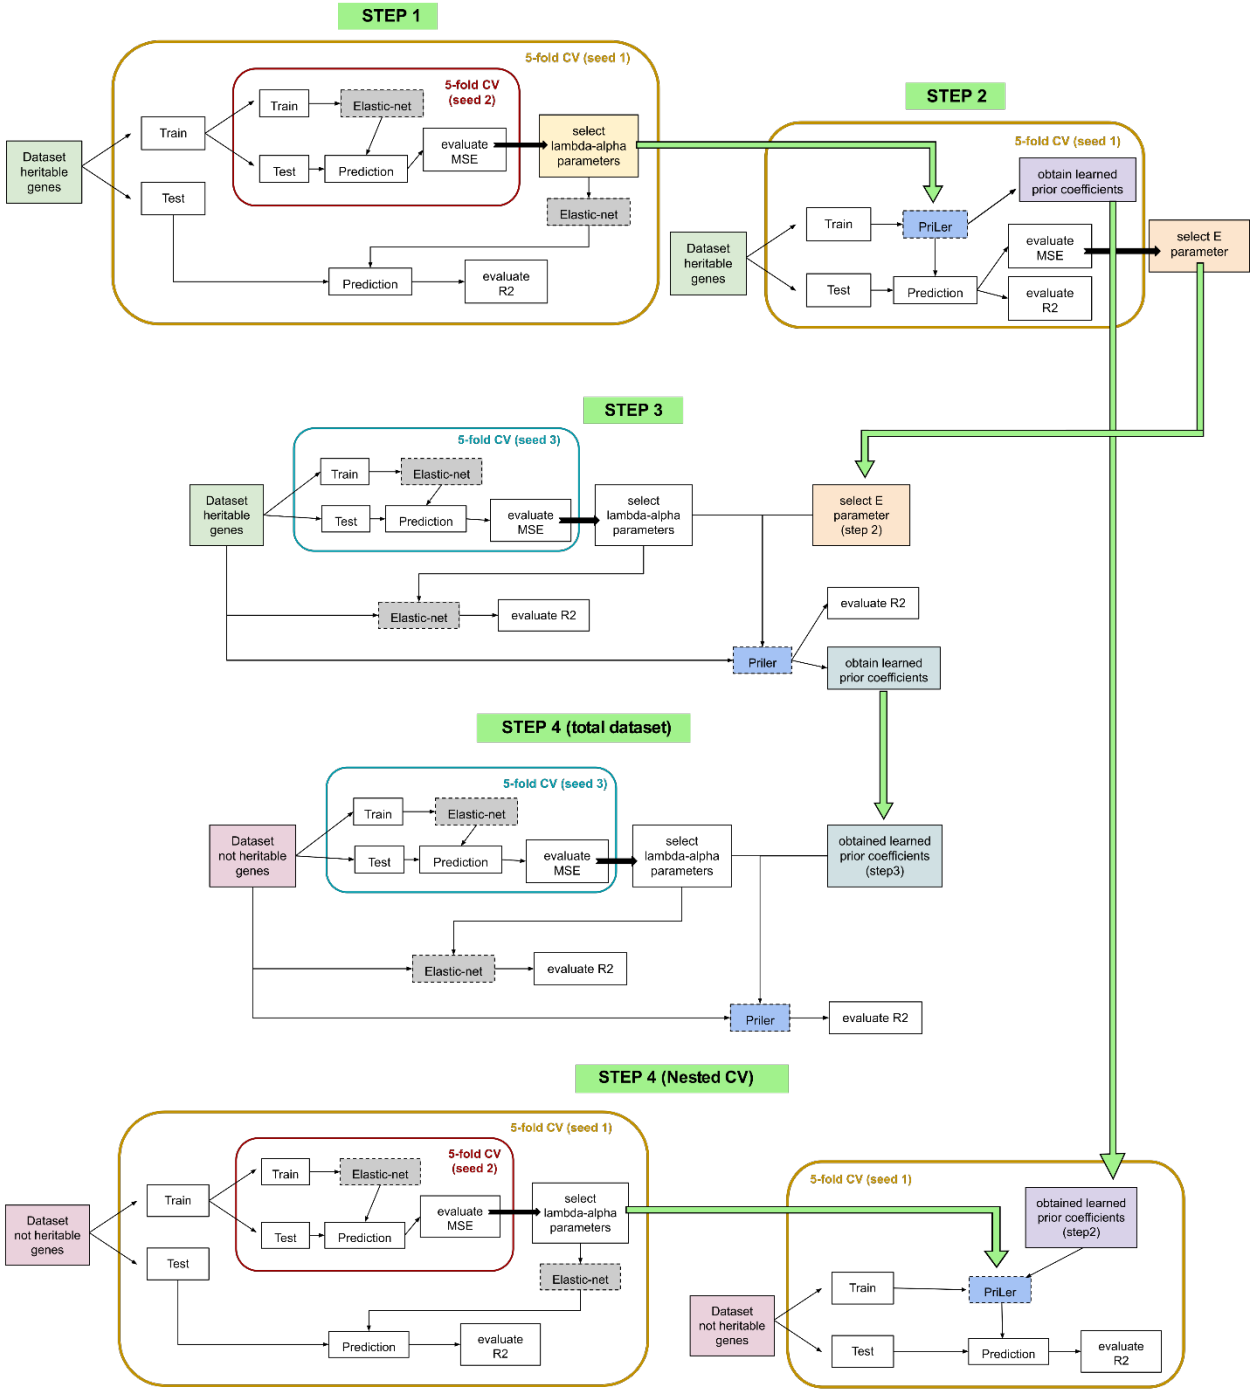 STEP 1
5-fold CV (seed 1)
5-fold CV
(seed 2)
Train
Elastic-net
Train
Dataset
heritable
genes
Test
Prediction
evaluate
MSE
select
lambda-alpha
parameters
Test
Elastic-net
Prediction
evaluate
R2
STEP 2
5-fold CV (seed 1)
obtain learned
prior coefficients
Train
PriLer
Dataset
heritable
genes
evaluate
MSE
select E
parameter
Test
Prediction
evaluate
R2
STEP 3
5-fold CV (seed 3)
Train
Elastic-net
Dataset
heritable
genes
Test
Prediction
evaluate
MSE
select
lambda-alpha
parameters
select E
parameter
(step 2)
Elastic-net
evaluate R2
evaluate R2
Priler
obtain learned
prior coefficients
STEP 4 (total dataset)
5-fold CV (seed 3)
Train
Elastic-net
Dataset
not heritable
genes
Test
Prediction
evaluate
MSE
select
lambda-alpha
parameters
obtained learned
prior coefficients
(step3)
Elastic-net
evaluate R2
Priler
evaluate R2
STEP 4 (Nested CV)
5-fold CV (seed 1)
5-fold CV
(seed 2)
Train
Elastic-net
Train
Dataset
not heritable
genes
Test
Prediction
evaluate
MSE
select
lambda-alpha
parameters
Test
Elastic-net
Prediction
evaluate
R2
5-fold CV (seed 1)
obtained learned
prior coefficients
(step2)
Train
PriLer
Dataset
not heritable
genes
Test
Prediction
evaluate
R2